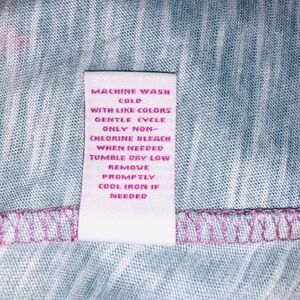 MACHINE WASH
COLD
WITH LIKE COLORS
GENTLE CYCLE
ONLY NON-
CHLORINE BLEACH
WHEN NEEDED
TUMBLE DRY LOW
REMOVE
PROMPTLY
COOL IRON IF
NEEDED